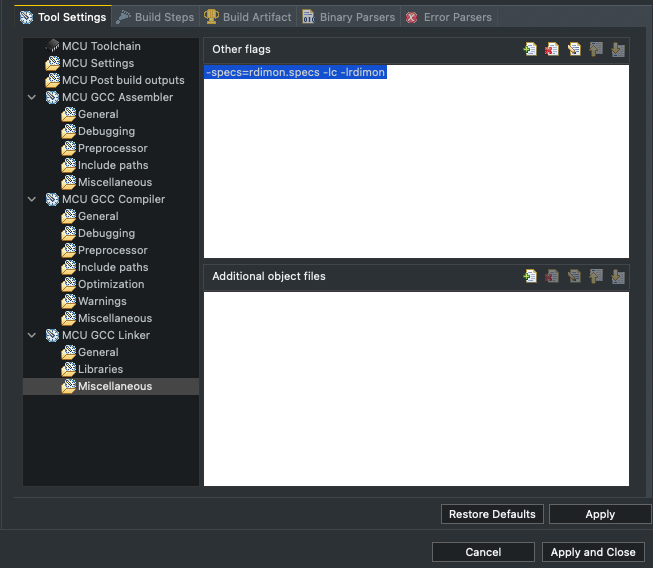 Tool Settings Build Steps Build Artifact Binary Parsers Error Parsers
MCU Toolchain
MCU Settings
MCU Post build outputs
MCU GCC Assembler
General
Debugging
Preprocessor
Include paths
Miscellaneous
MCU GCC Compiler
General
Debugging
Preprocessor
Include paths
Optimization
Warnings
Miscellaneous
MCU GCC Linker
General
Libraries
Miscellaneous
Other flags
-specs=rdimon.specs -lc -lrdimon
Additional object files
Restore Defaults Apply
Cancel Apply and Close